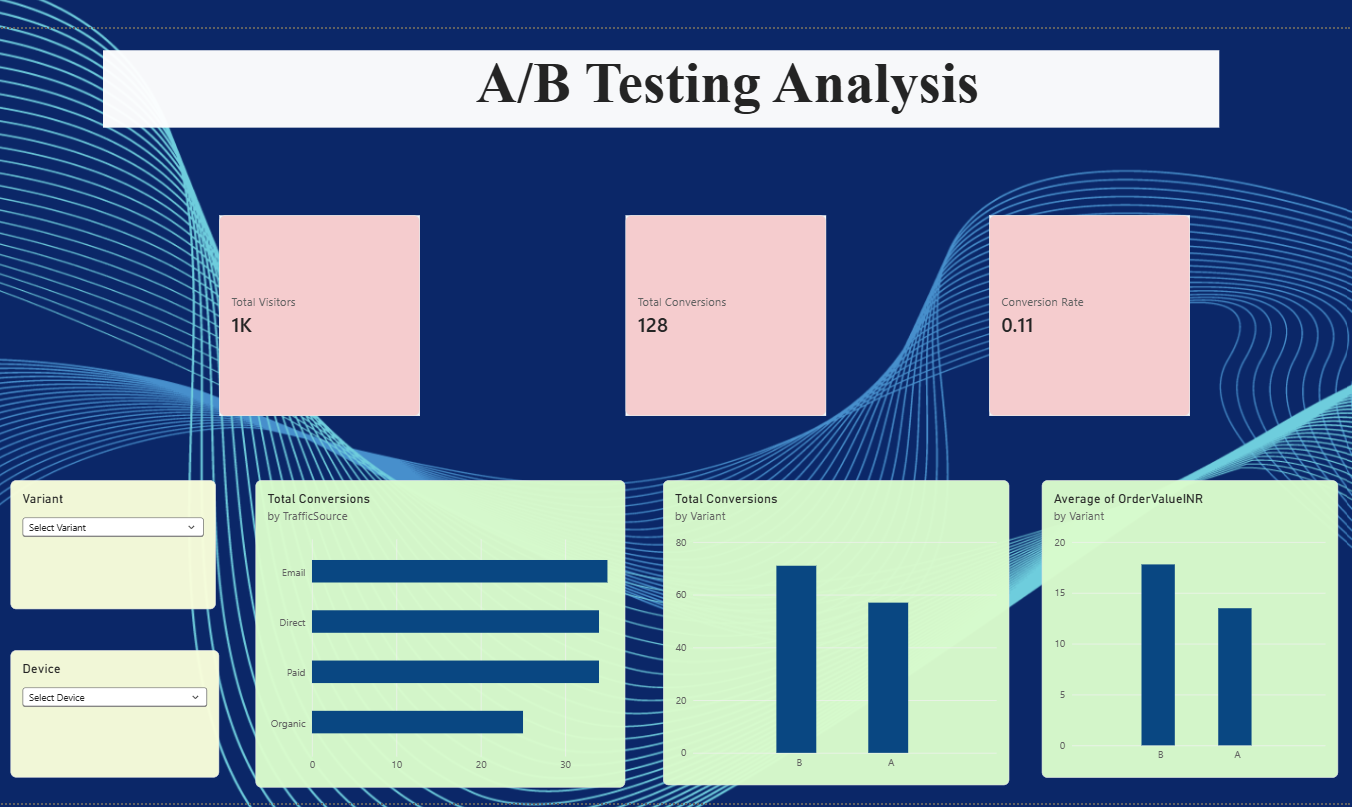 A/B Testing Analysis
Total Visitors
1K
Total Conversions
128
Conversion Rate
0.11
Variant
Select Variant
Device
Select Device
Total Conversions
by TrafficSource
Email
Direct
Paid
Organic
0 10 20 30
Total Conversions
by Variant
80
60
40
20
0
B A
Average of OrderValueINR
by Variant
20
15
10
5
0
B A